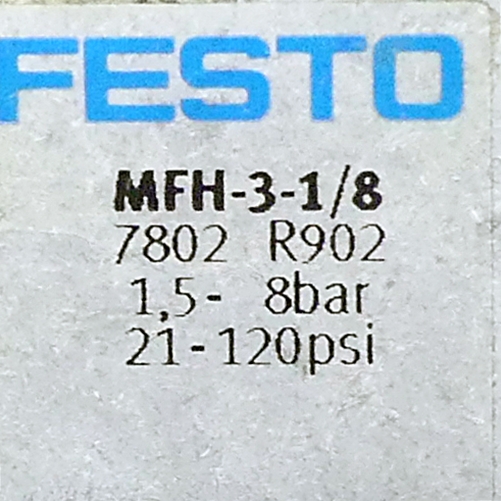 FESTO
MFH-3-1/8
7802 R902
1,5- 8bar
21-120psi